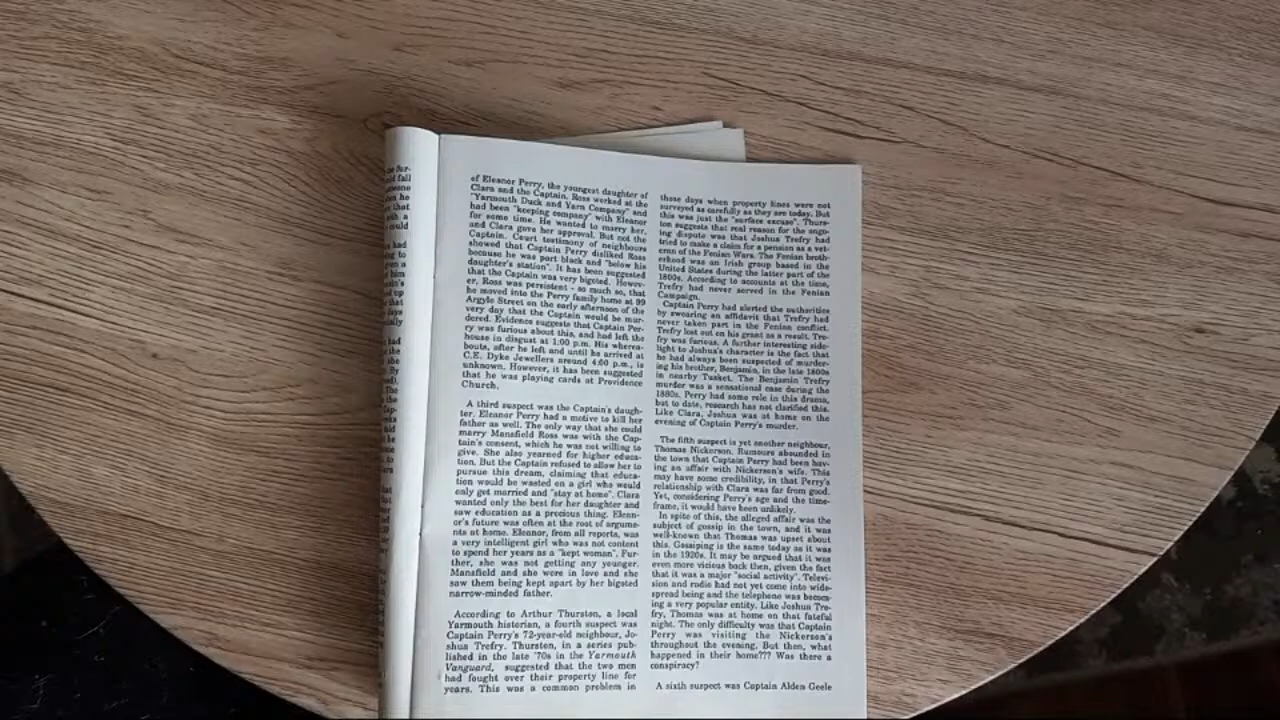 of Eleanor Perry, the youngest daughter of
Clara and the Captain. Ross worked at the
"Yarmouth Duck and Yarn Company" and
had been "keeping company" with Eleanor
for some time. He wanted to marry her,
and Clara gave her approval. But not the
Captain. Court testimony of neighbours
showed that Captain Perry disliked Ross
because he was part black and "below his
daughter's station". It has been suggested
that the Captain was very bigoted. Howev-
er, Ross was persistent - so much so, that
he moved into the Perry family home at 99
Argyle Street on the early afternoon of the
very day that the Captain would be mur-
dered. Evidence suggests that Captain Per-
ry was furious about this, and had left the
house in disgust at 1:00 p.m. His wherea-
bouts, after he left and until he arrived at
C.E. Dyke Jewellers around 4:00 p.m., is
unknown. However, it has been suggested
that he was playing cards at Providence
Church.
A third suspect was the Captain's daugh-
ter. Eleanor Perry had a motive to kill her
father as well. The only way that she could
marry Mansfield Ross was with the Cap-
tain's consent, which he was not willing to
give. She also yearned for higher educa-
tion. But the Captain refused to allow her to
pursue this dream, claiming that educa-
tion would be wasted on a girl who would
only get married and "stay at home". Clara
wanted only the best for her daughter and
saw education as a precious thing. Elean-
or's future was often at the root of argume-
nts at home. Eleanor, from all reports, was
a very intelligent girl who was not content
to spend her years as a "kept woman". Fur-
ther, she was not getting any younger.
Mansfield and she were in love and she
saw them being kept apart by her bigoted
narrow-minded father.
According to Arthur Thurston, a local
Yarmouth historian, a fourth suspect was
Captain Perry's 72-year-old neighbour, Jo-
shua Trefry. Thurston, in a series pub-
lished in the late '70s in the Yarmouth
Vanguard, suggested that the two men
had fought over their property line for
years. This was a common problem in
those days when property lines were not
surveyed as carefully as they are today. But
this was just the "surface excuse". Thurs-
ton suggests that real reason for the ongo-
ing dispute was that Joshua Trefry had
tried to make a claim for a pension as a vet-
eran of the Fenian Wars. The Fenian broth-
erhood was an Irish group based in the
United States during the latter part of the
1800s. According to accounts at the time,
Trefry had never served in the Fenian
Campaign.
Captain Perry had alerted the authorities
by swearing an affidavit that Trefry had
never taken part in the Fenian conflict.
Trefry lost out on his grant as a result. Tre-
fry was furious. A further interesting side-
light to Joshua's character is the fact that
he had always been suspected of murder-
ing his brother, Benjamin, in the late 1800s
in nearby Tusket. The Benjamin Trefry
murder was a sensational case during the
1880s. Perry had some role in this drama,
but to date, research has not clarified this.
Like Clara, Joshua was at home on the
evening of Captain Perry's murder.
The fifth suspect is yet another neighbour,
Thomas Nickerson. Rumours abounded in
the town that Captain Perry had been hav-
ing an affair with Nickerson's wife. This
may have some credibility, in that Perry's
relationship with Clara was far from good.
Yet, considering Perry's age and the time-
frame, it would have been unlikely.
In spite of this, the alleged affair was the
subject of gossip in the town, and it was
well-known that Thomas was upset about
this. Gossiping is the same today as it was
in the 1920s. It may be argued that it was
even more vicious back then, given the fact
that it was a major "social activity". Televi-
sion and radio had not yet come into wide-
spread being and the telephone was becom-
ing a very popular entity. Like Joshua Tre-
fry, Thomas was at home on that fateful
night. The only difficulty was that Captain
Perry was visiting the Nickerson's
throughout the evening. But then, what
happened in their home??? Was there a
conspiracy?
A sixth suspect was Captain Alden Geele